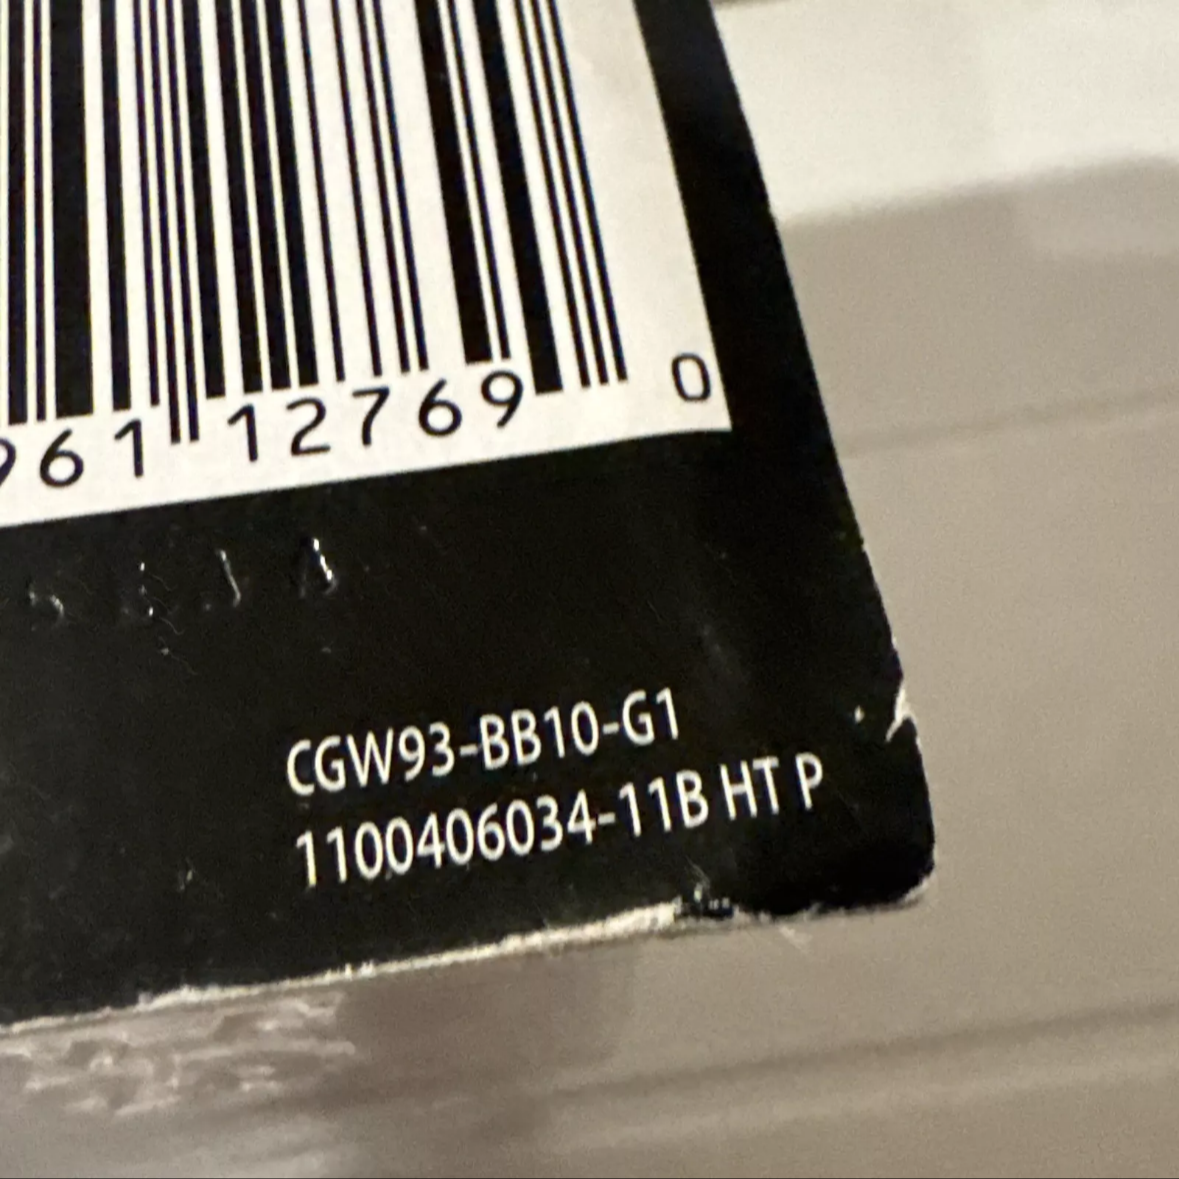 961 12769 0
CGW93-BB10-G1
1100406034-11B HT P